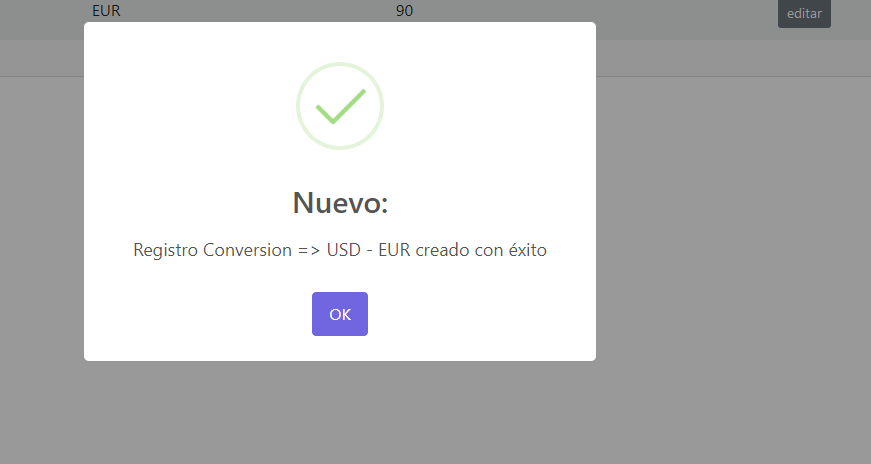 EUR 90 editar
Nuevo:
Registro Conversion => USD - EUR creado con éxito
OK